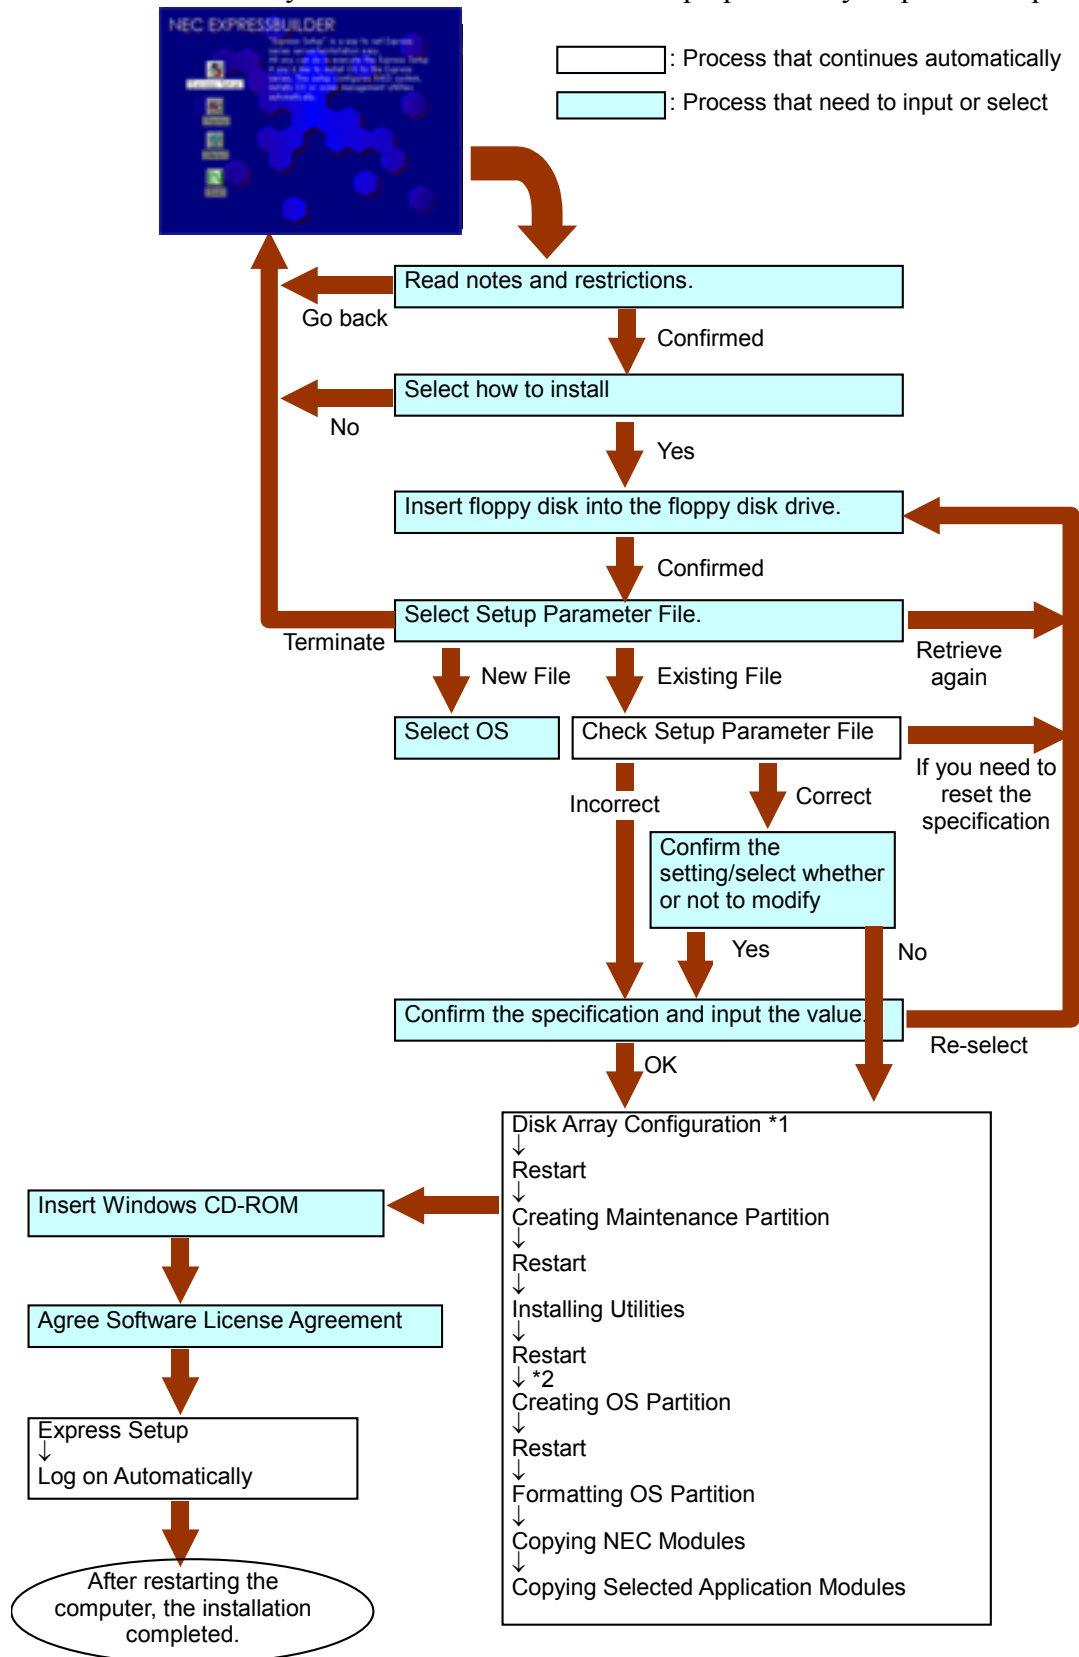 NEC EXPRESSBUILDER
: Process that continues automatically
: Process that need to input or select
Read notes and restrictions.
Go back
Confirmed
Select how to install
No
Yes
Insert floppy disk into the floppy disk drive.
Confirmed
Select Setup Parameter File.
Terminate
Retrieve
again
New File
Existing File
Select OS
Check Setup Parameter File
If you need to
reset the
specification
Incorrect
Correct
Confirm the
setting/select whether
or not to modify
Yes
No
Confirm the specification and input the value.
Re-select
OK
Disk Array Configuration *1
↓
Restart
↓
Creating Maintenance Partition
↓
Restart
↓
Installing Utilities
↓
Restart
↓ *2
Creating OS Partition
↓
Restart
↓
Formatting OS Partition
↓
Copying NEC Modules
↓
Copying Selected Application Modules
Insert Windows CD-ROM
Agree Software License Agreement
Express Setup
↓
Log on Automatically
After restarting the
computer, the installation
completed.